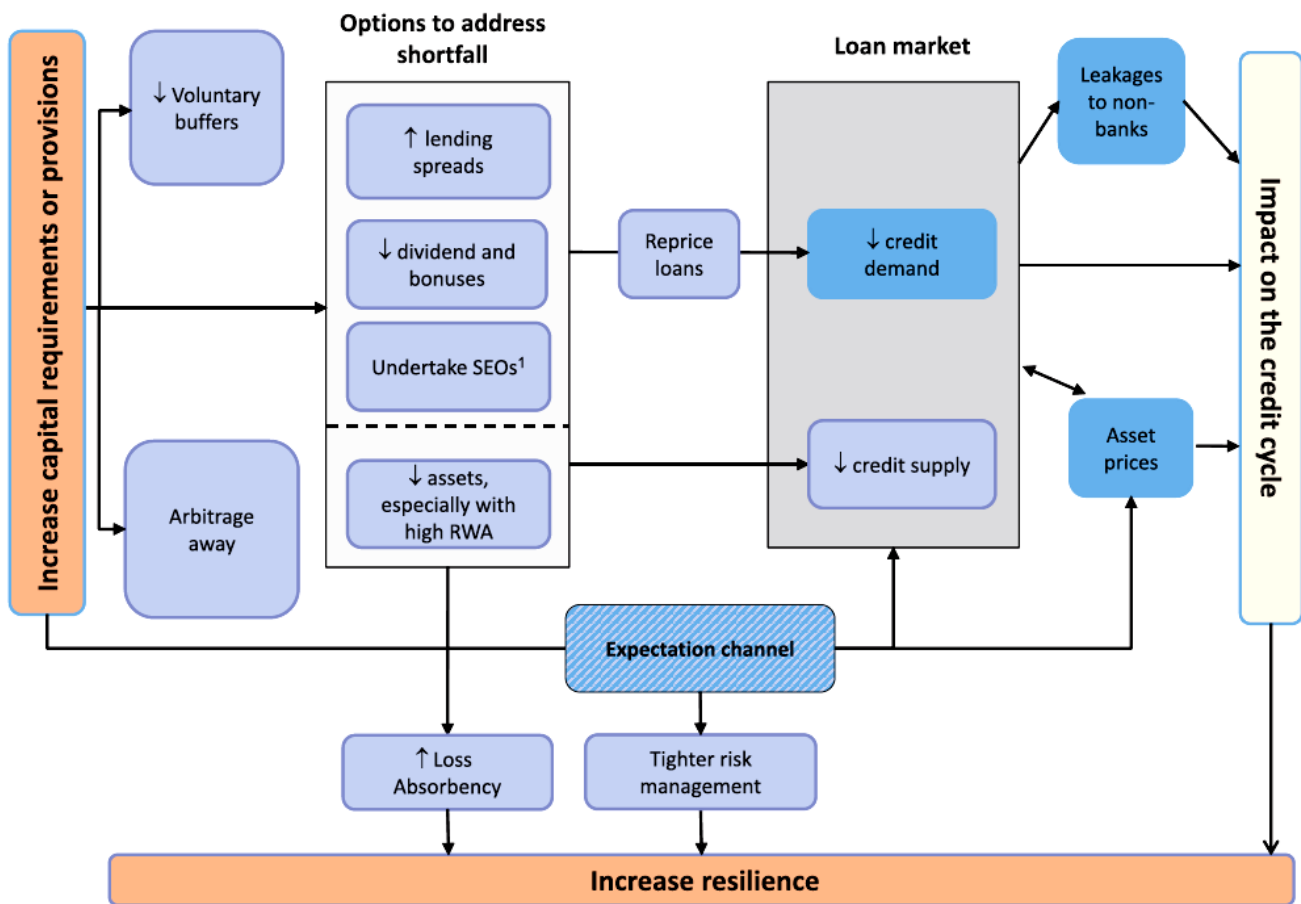 Increase capital requirements or provisions
↓ Voluntary
buffers
Arbitrage
away
Options to address
shortfall
↑ lending
spreads
↓ dividend and
bonuses
Undertake SEOs¹
↓ assets,
especially with
high RWA
Reprice
loans
Loan market
↓ credit
demand
↓ credit supply
Leakages
to non-
banks
Asset
prices
Impact on the credit cycle
Expectation channel
↑ Loss
Absorbency
Tighter risk
management
Increase resilience